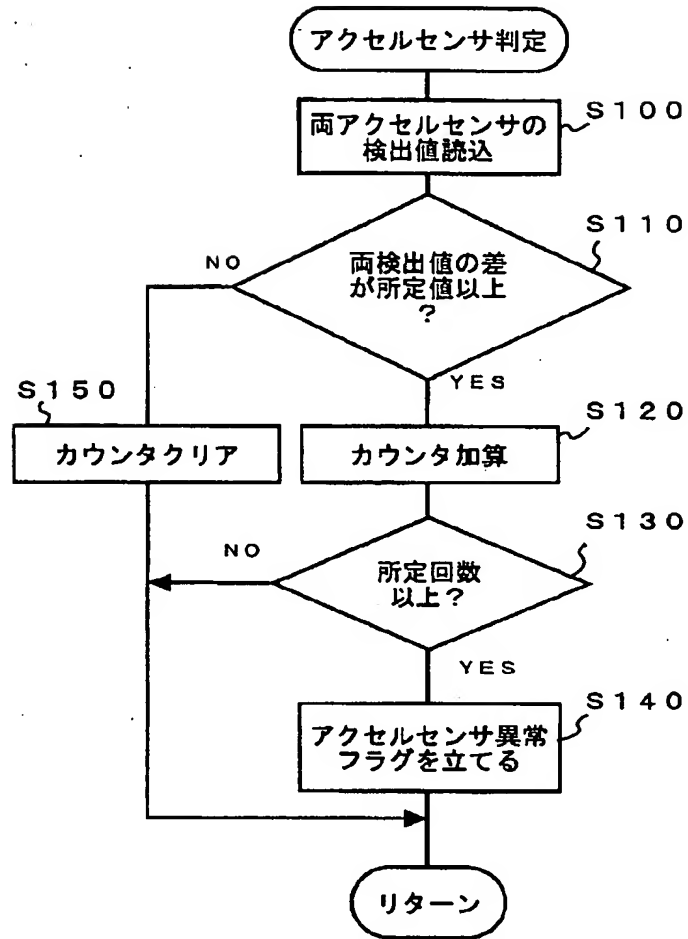 アクセルセンサ判定
S100
両アクセルセンサの
検出値読込
S110
NO
両検出値の差
が所定値以上
?
YES
S150
S120
カウンタクリア
カウンタ加算
S130
NO
所定回数
以上?
YES
S140
アクセルセンサ異常
フラグを立てる
リターン